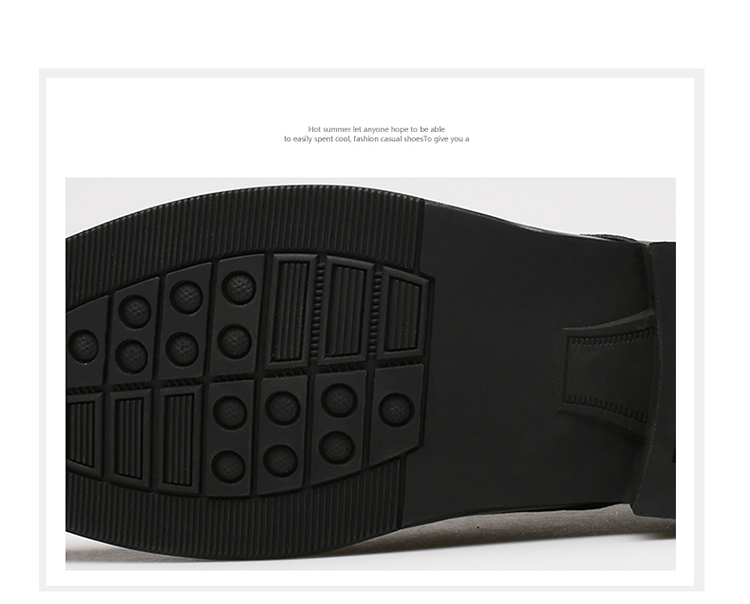 Hot summer let anyone hope to be able
to easily spent cool, fashion casual shoesTo give you a